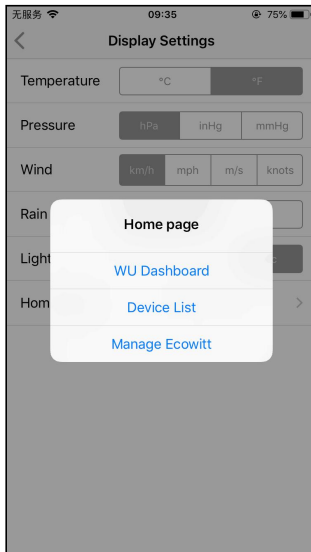 无服务 09:35 75%
Display Settings
Temperature °C °F
Pressure hPa inHg mmHg
Wind km/h mph m/s knots
Rain
Home page
Light
WU Dashboard
Hom
Device List
Manage Ecowitt